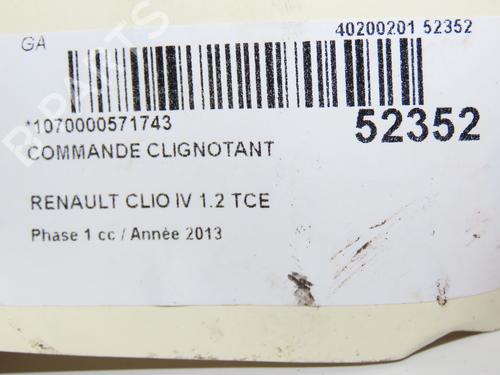 GA
40200201 52352
*1070000571743
52352
COMMANDE CLIGNOTANT
RENAULT CLIO IV 1.2 TCE
Phase 1 cc / Année 2013